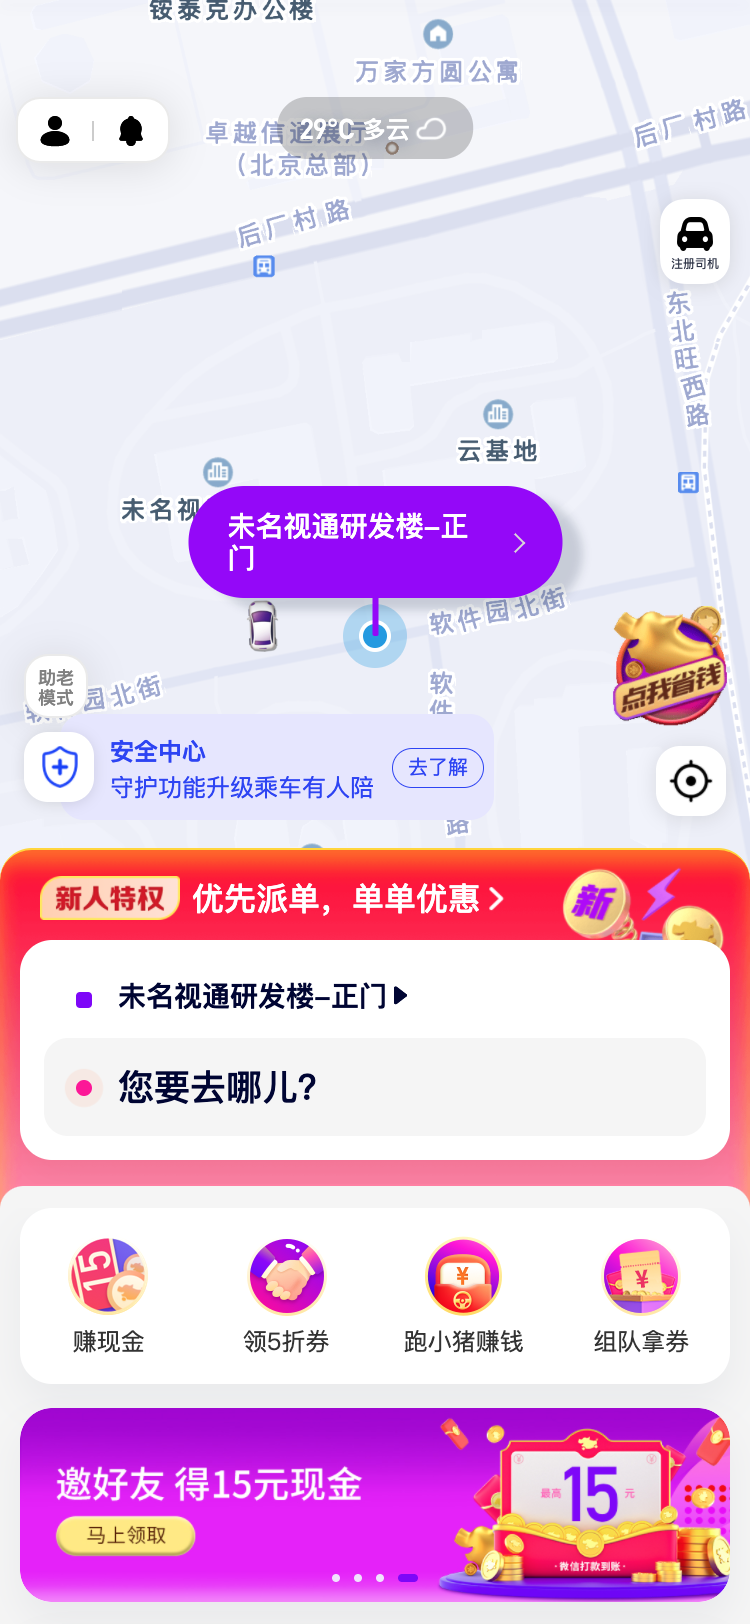 铵泰克办公楼
万家方圆公寓
卓越信通展厅
（北京总部）
29°C 多云
后厂村路
后厂村路
注册司机
东北旺西路
云基地
未名视
未名视通研发楼–正
门
软件园北街
点我省钱
助老
模式
园北街
软件
安全中心
守护功能升级乘车有人陪
去了解
路
新人特权
优先派单，单单优惠
新
未名视通研发楼–正门
您要去哪儿?
15
¥
¥
赚现金
领5折券
跑小猪赚钱
组队拿券
邀好友 得15元现金
马上领取
最高15元
·微信打款到账·